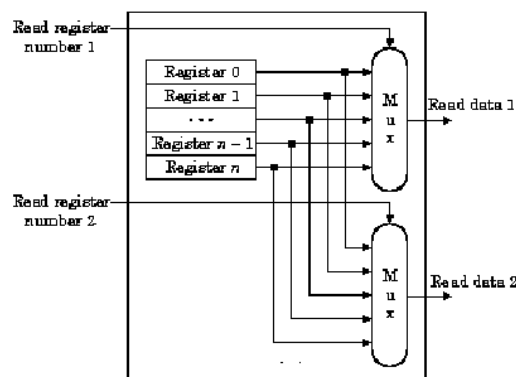 Read register
number 1
Register 0
Register 1
...
Register n – 1
Register n
M
u
x
Read data 1
Read register
number 2
M
u
x
Read data 2
. . .